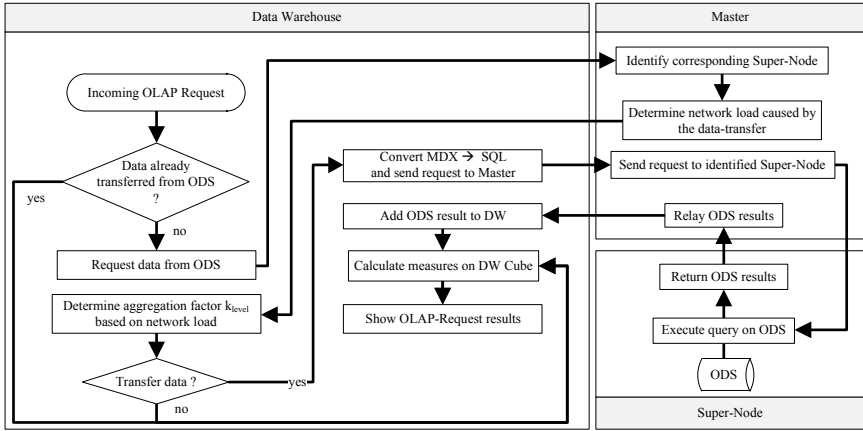 Data Warehouse
Master
Incoming OLAP Request
Data already
transferred from ODS
?
yes
no
Request data from ODS
Determine aggregation factor klevel
based on network load
Transfer data ?
yes
no
Convert MDX → SQL
and send request to Master
Add ODS result to DW
Calculate measures on DW Cube
Show OLAP-Request results
Identify corresponding Super-Node
Determine network load caused by
the data-transfer
Send request to identified Super-Node
Relay ODS results
Return ODS results
Execute query on ODS
ODS
Super-Node